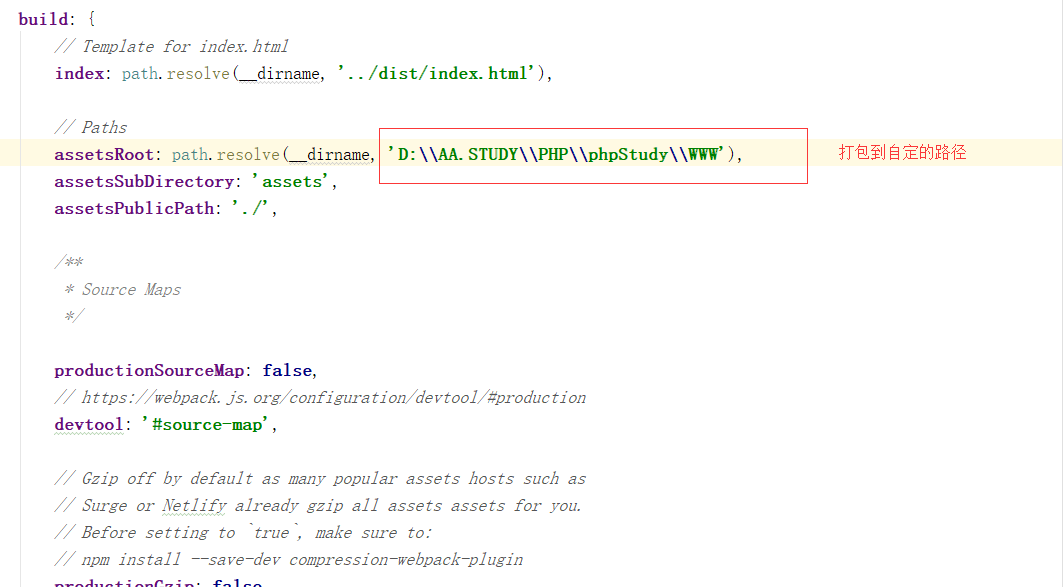 build: {
// Template for index.html
index: path.resolve(__dirname, '../dist/index.html'),
// Paths
assetsRoot: path.resolve(__dirname, 'D:\\AA.STUDY\\PHP\\phpStudy\\WWW'), 打包到自定的路径
assetsSubDirectory: 'assets',
assetsPublicPath: './',
/**
* Source Maps
*/
productionSourceMap: false,
// https://webpack.js.org/configuration/devtool/#production
devtool: '#source-map',
// Gzip off by default as many popular assets hosts such as
// Surge or Netlify already gzip all assets assets for you.
// Before setting to `true`, make sure to:
// npm install --save-dev compression-webpack-plugin
productionGzip: false